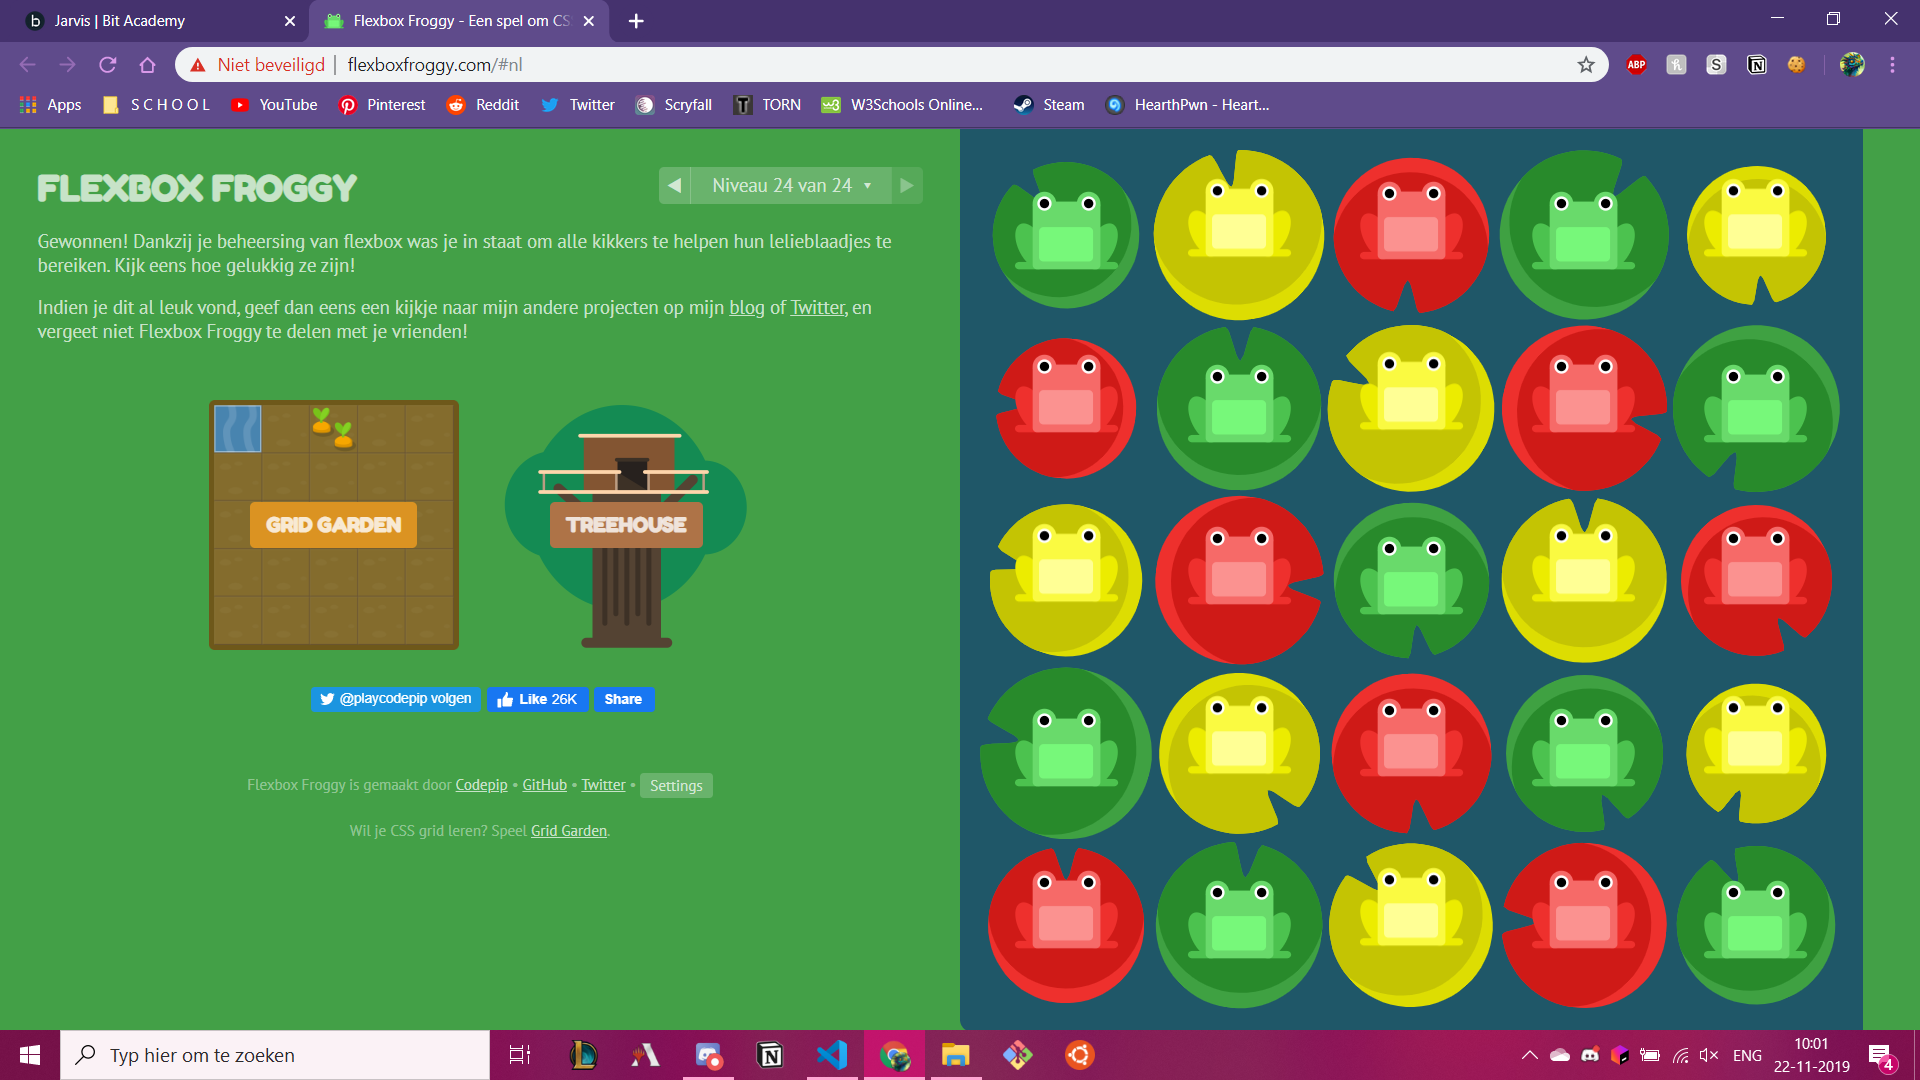 Jarvis | Bit Academy
Flexbox Froggy - Een spel om CS
Niet beveiligd
flexboxfroggy.com/#nl
ABP
Apps
S C H O O L
YouTube
Pinterest
Reddit
Twitter
Scryfall
TORN
W3Schools Online...
Steam
HearthPwn - Heart...
FLEXBOX FROGGY
Niveau 24 van 24
Gewonnen! Dankzij je beheersing van flexbox was je in staat om alle kikkers te helpen hun lelieblaadjes te
bereiken. Kijk eens hoe gelukkig ze zijn!
Indien je dit al leuk vond, geef dan eens een kijkje naar mijn andere projecten op mijn blog of Twitter, en
vergeet niet Flexbox Froggy te delen met je vrienden!
GRID GARDEN
TREEHOUSE
@playcodepip volgen
Like 26K
Share
Flexbox Froggy is gemaakt door Codepip • GitHub • Twitter • Settings
Wil je CSS grid leren? Speel Grid Garden.
Typ hier om te zoeken
ENG
10:01
22-11-2019
4